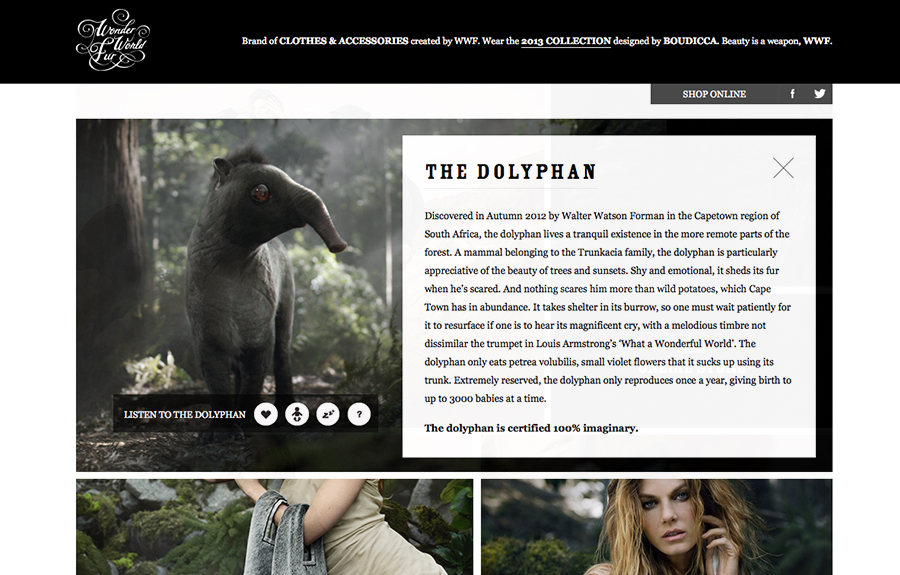 Wonder
World
Fur
Brand of CLOTHES & ACCESSORIES created by WWF. Wear the 2013 COLLECTION designed by BOUDICCA. Beauty is a weapon, WWF.
SHOP ONLINE
THE DOLYPHAN
Discovered in Autumn 2012 by Walter Watson Forman in the Capetown region of
South Africa, the dolyphan lives a tranquil existence in the more remote parts of the
forest. A mammal belonging to the Trunkacia family, the dolyphan is particularly
appreciative of the beauty of trees and sunsets. Shy and emotional, it sheds its fur
when he's scared. And nothing scares him more than wild potatoes, which Cape
Town has in abundance. It takes shelter in its burrow, so one must wait patiently for
it to resurface if one is to hear its magnificent cry, with a melodious timbre not
dissimilar the trumpet in Louis Armstrong's 'What a Wonderful World'. The
dolyphan only eats petrea volubilis, small violet flowers that it sucks up using its
trunk. Extremely reserved, the dolyphan only reproduces once a year, giving birth to
up to 3000 babies at a time.
The dolyphan is certified 100% imaginary.
LISTEN TO THE DOLYPHAN